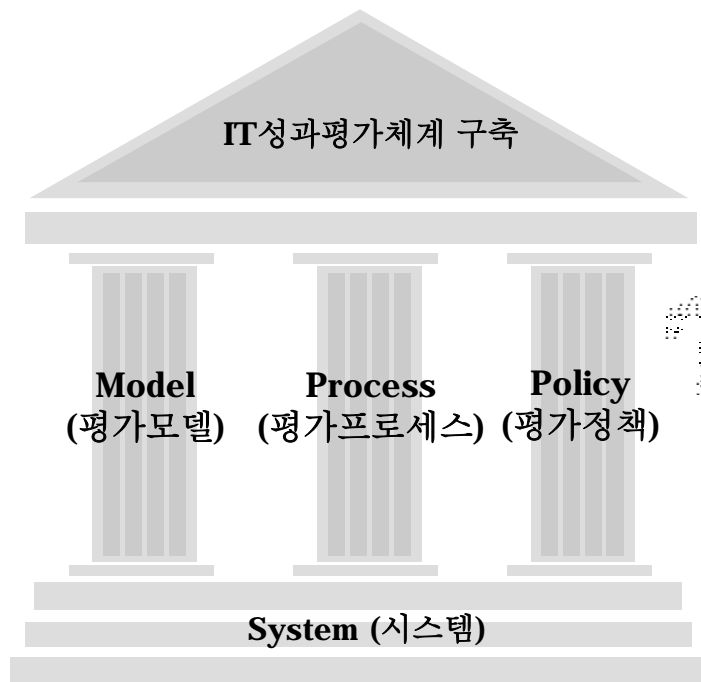 IT성과평가체계 구축
Model
(평가모델)
Process
(평가프로세스)
Policy
(평가정책)
System (시스템)